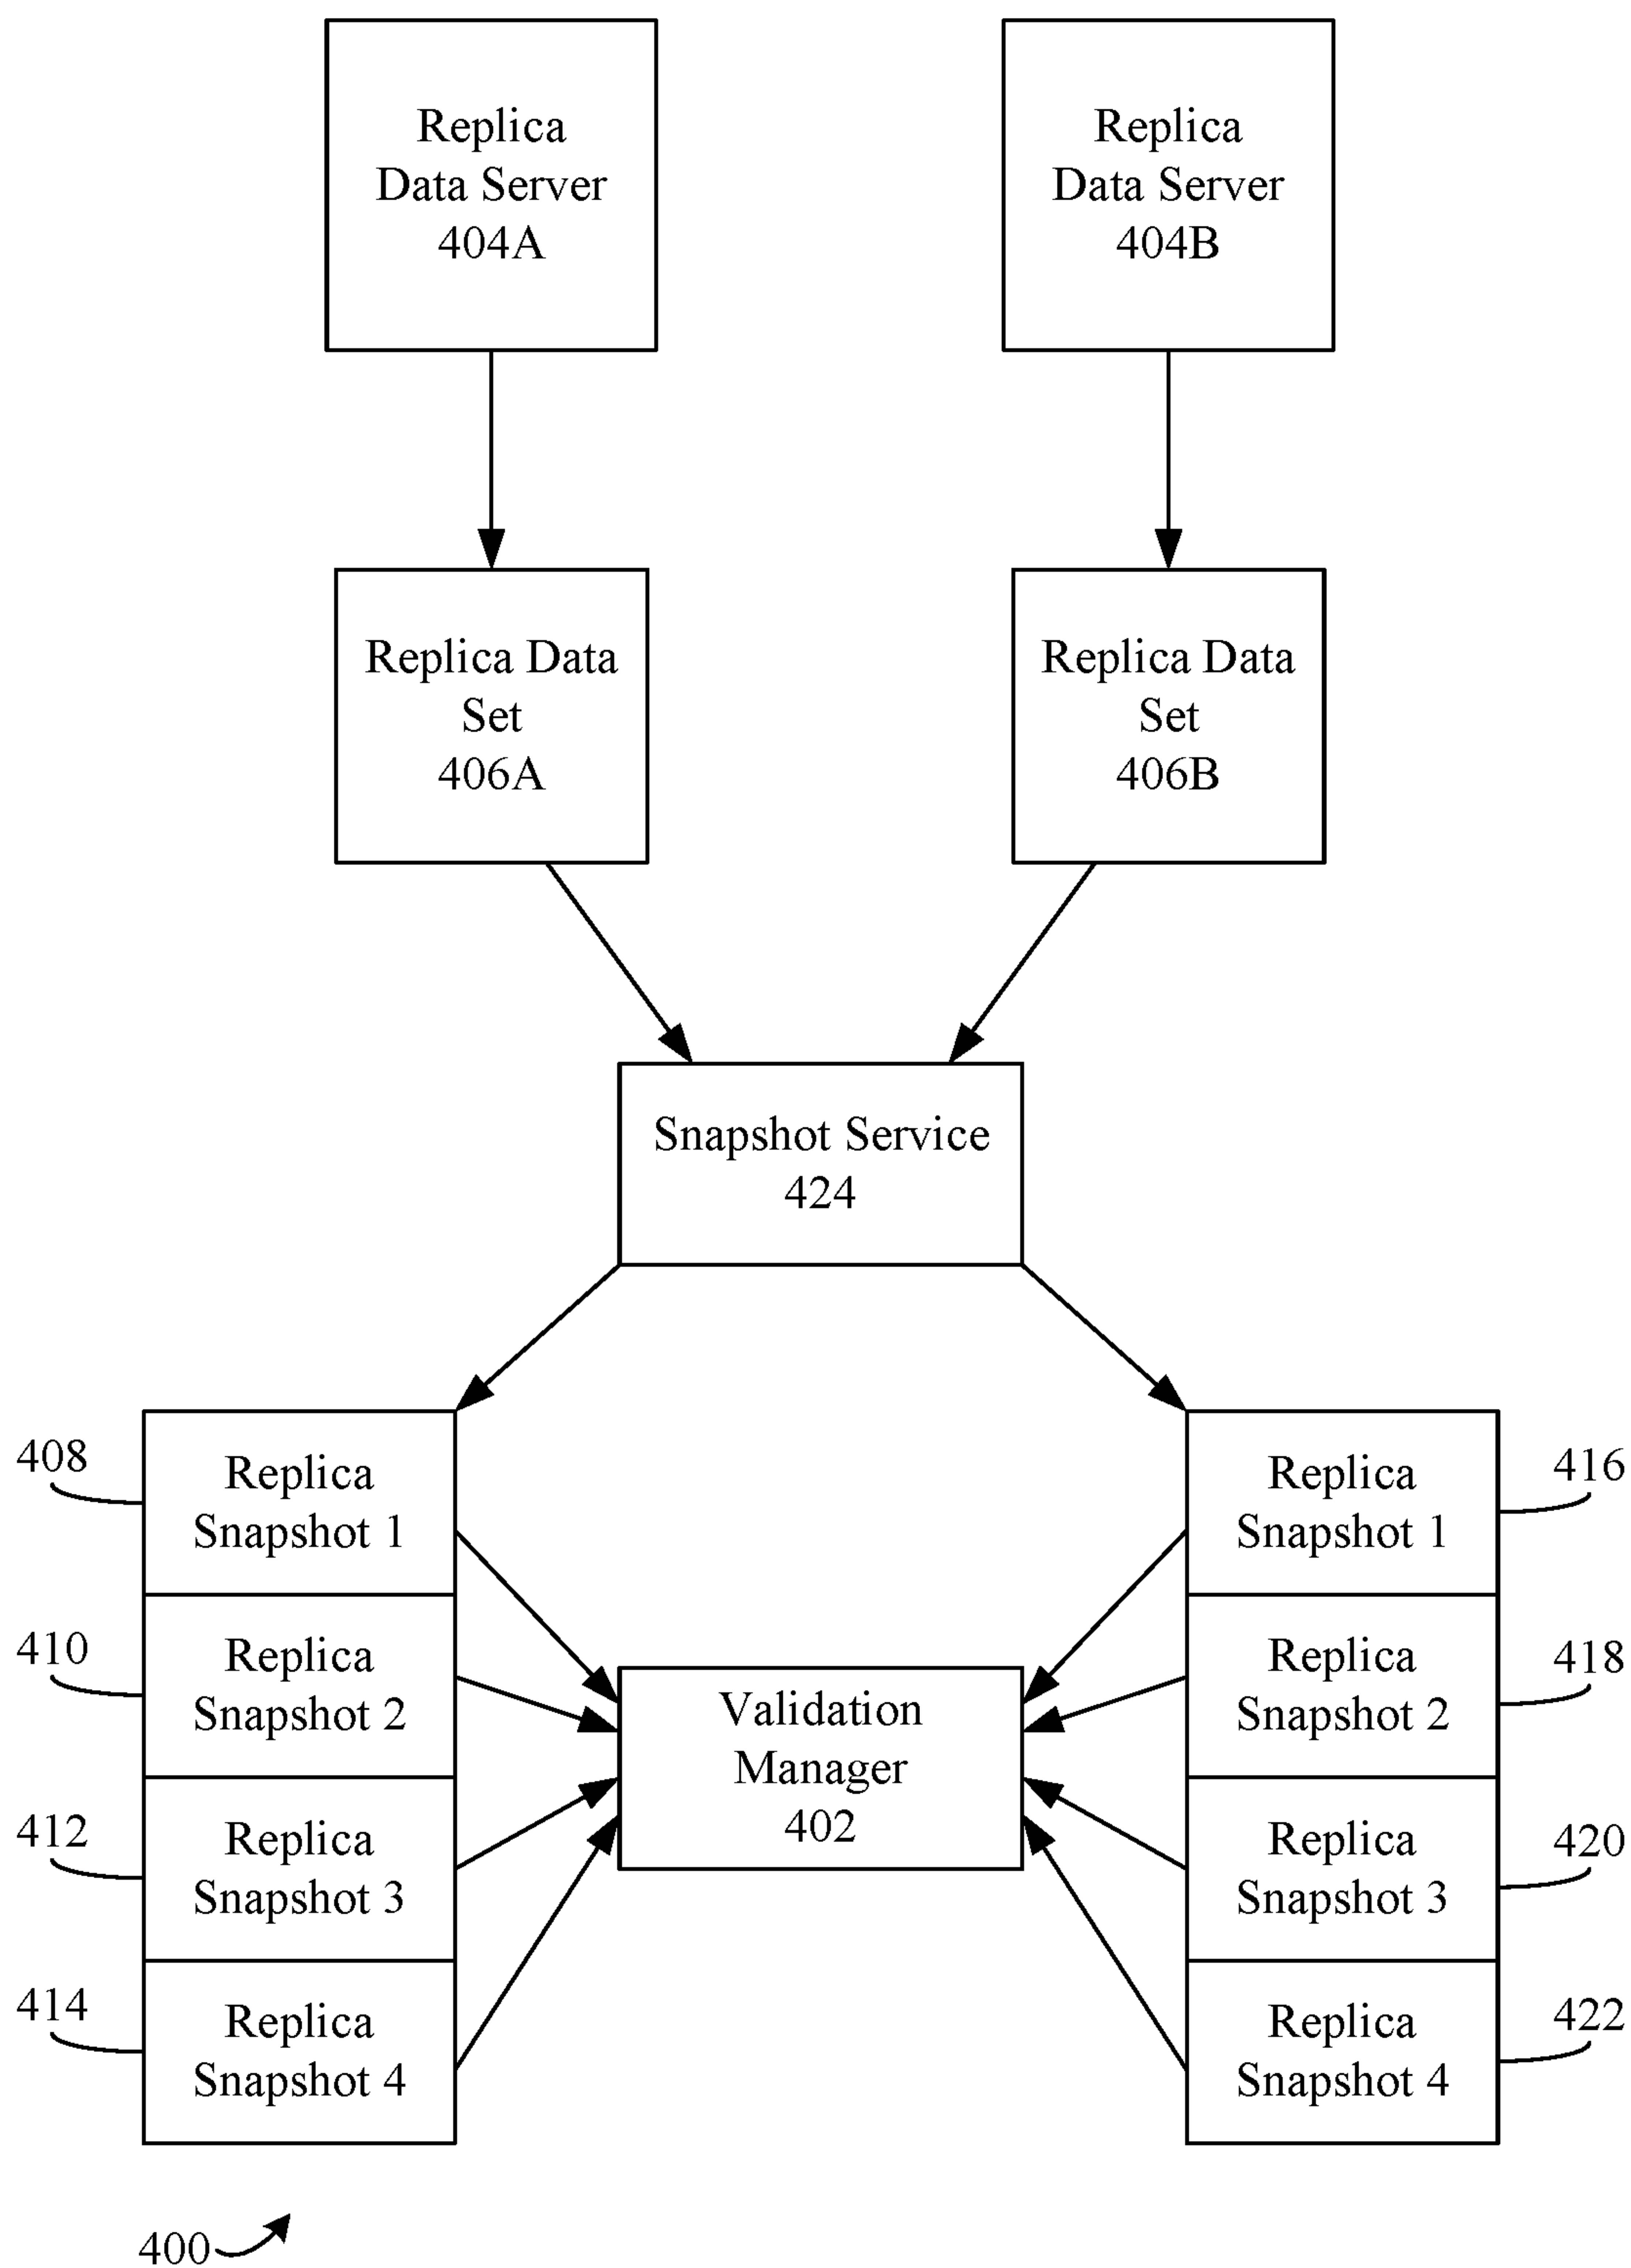 Replica
Data Server
404A
Replica
Data Server
404B
Replica Data
Set
406A
Replica Data
Set
406B
Snapshot Service
424
408
Replica
Snapshot 1
410
Replica
Snapshot 2
412
Replica
Snapshot 3
414
Replica
Snapshot 4
Validation
Manager
402
Replica
Snapshot 1
416
Replica
Snapshot 2
418
Replica
Snapshot 3
420
Replica
Snapshot 4
422
400